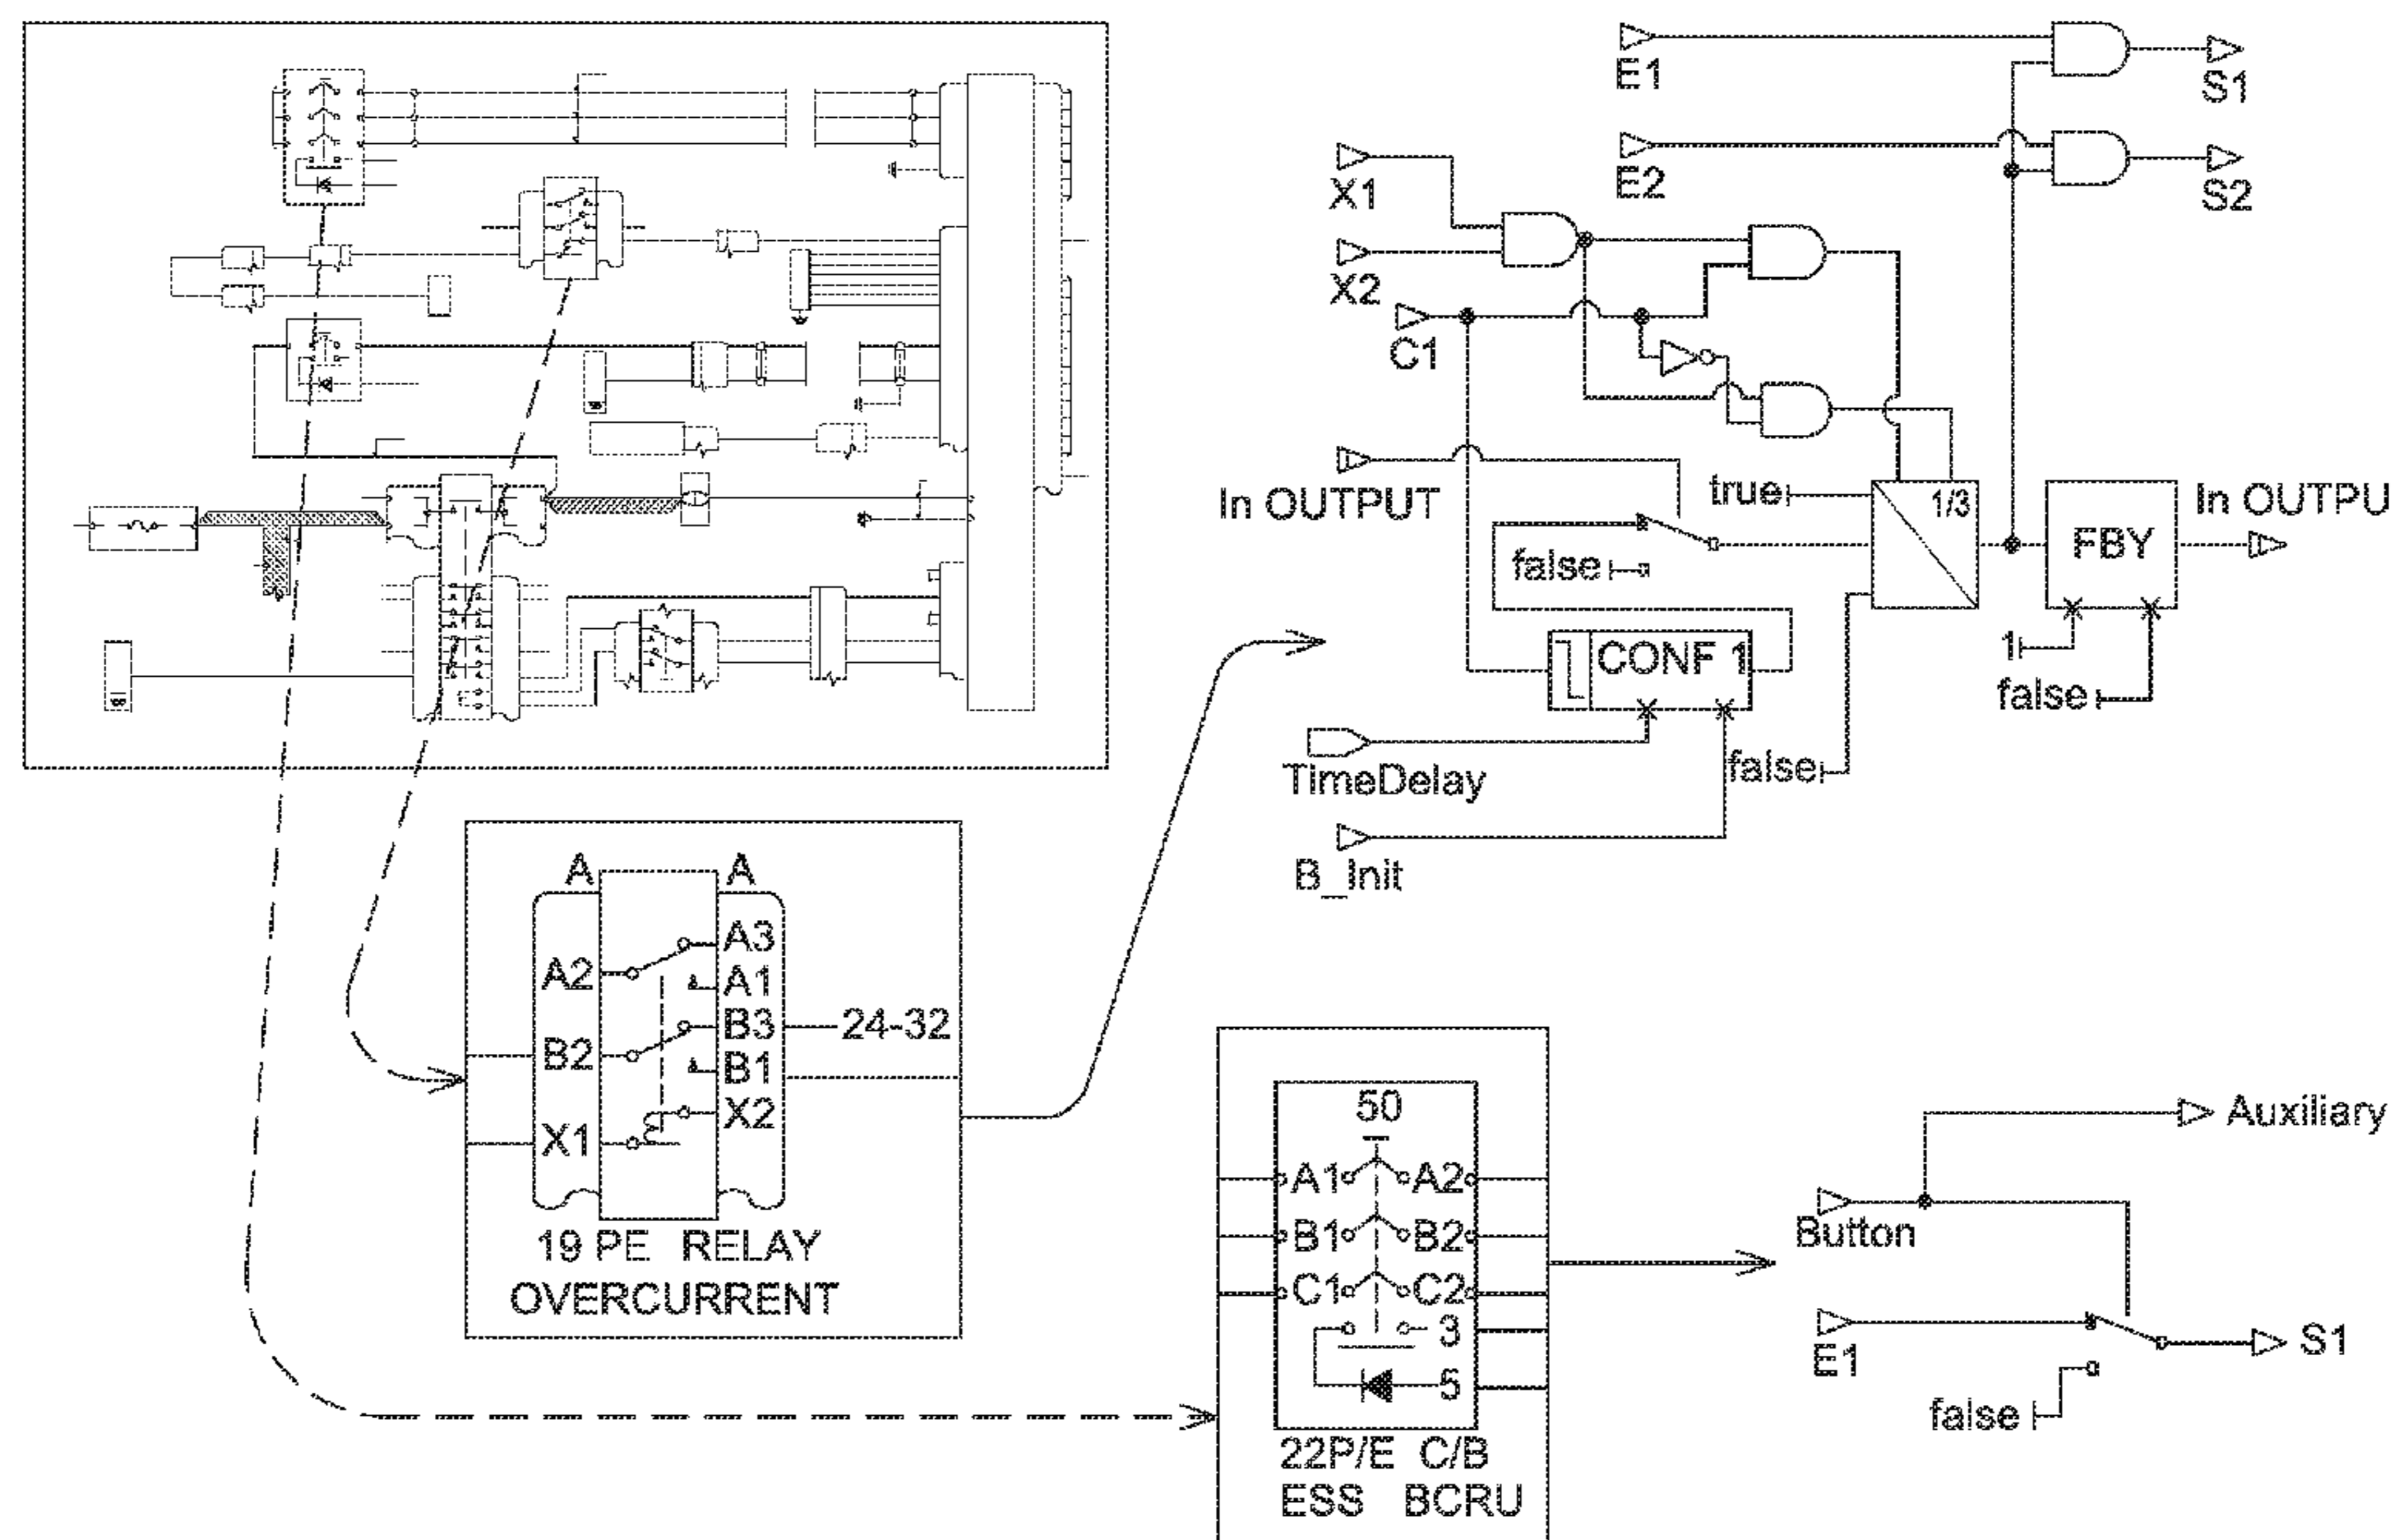 E1
S1
E2
S2
X1
X2
C1
In OUTPUT
true
1/3
false
FBY
In OUTPU
CONF 1
1
false
TimeDelay
false
B_Init
A A
A2
A3
A1
B2
B3
24-32
B1
X1
X2
19 PE RELAY
OVERCURRENT
50
A1 A2
B1 B2
C1 C2
3
5
22P/E C/B
ESS BCRU
Auxiliary
Button
E1
S1
false